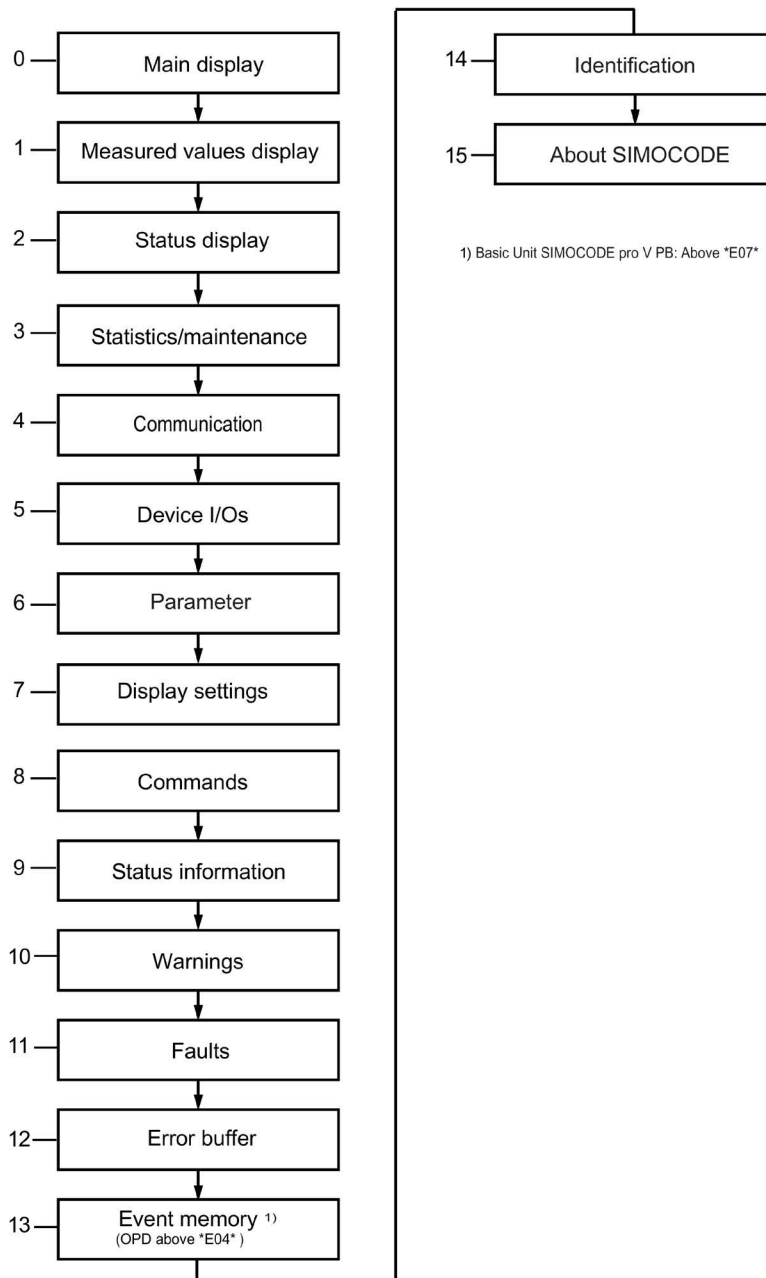 0 Main display
1 Measured values display
2 Status display
3 Statistics/maintenance
4 Communication
5 Device I/Os
6 Parameter
7 Display settings
8 Commands
9 Status information
10 Warnings
11 Faults
12 Error buffer
13 Event memory 1)
(OPD above *E04* )
14 Identification
15 About SIMOCODE
1) Basic Unit SIMOCODE pro V PB: Above *E07*